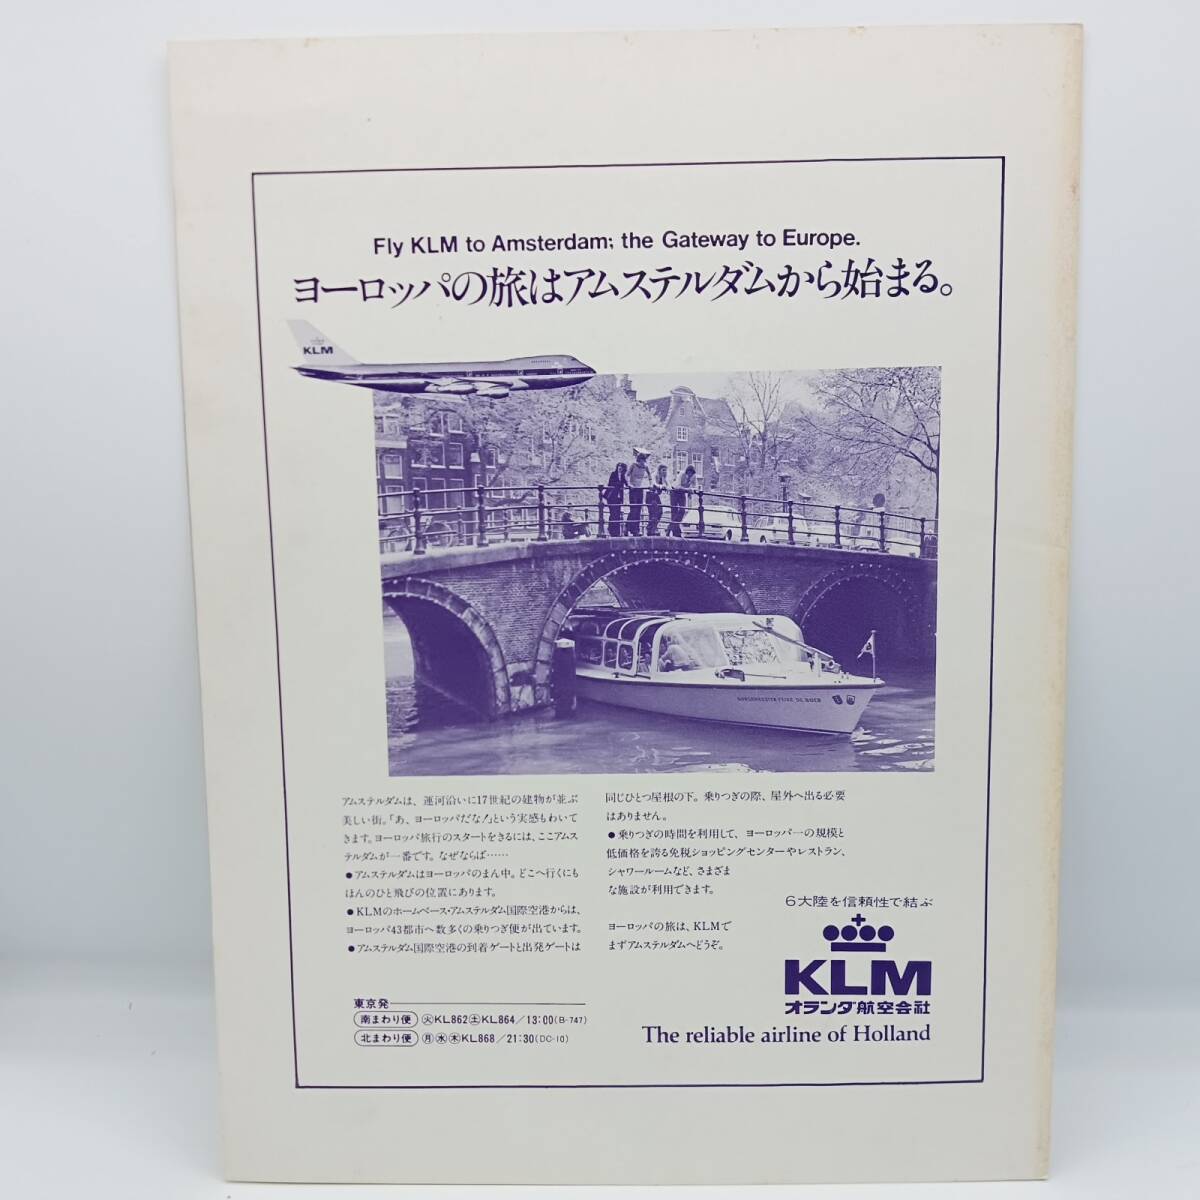 Fly KLM to Amsterdam; the Gateway to Europe.
ヨーロッパの旅はアムステルダムから始まる。
KLM
アムステルダムは、運河沿いに17世紀の建物が並ぶ
美しい街。「あ、ヨーロッパだな!」という実感もわいて
きます。ヨーロッパ旅行のスタートをきるには、ここアムス
テルダムが一番です。なぜならば……
●アムステルダムはヨーロッパのまん中。どこへ行くにも
ほんのひと飛びの位置にあります。
●KLMのホームベース・アムステルダム国際空港からは、
ヨーロッパ43都市へ数多くの乗りつぎ便が出ています。
●アムステルダム国際空港の到着ゲートと出発ゲートは
同じひとつ屋根の下。乗りつぎの際、屋外へ出る必要
はありません。
●乗りつぎの時間を利用して、ヨーロッパ一の規模と
低価格を誇る免税ショッピングセンターやレストラン、
シャワールームなど、さまざま
な施設が利用できます。
ヨーロッパの旅は、KLMで
まずアムステルダムへどうぞ。
東京発
南まわり便 火KL862土KL864/13:00(B-747)
北まわり便 月水木KL868/21:30(DC-10)
6大陸を信頼性で結ぶ
KLM
オランダ航空会社
The reliable airline of Holland